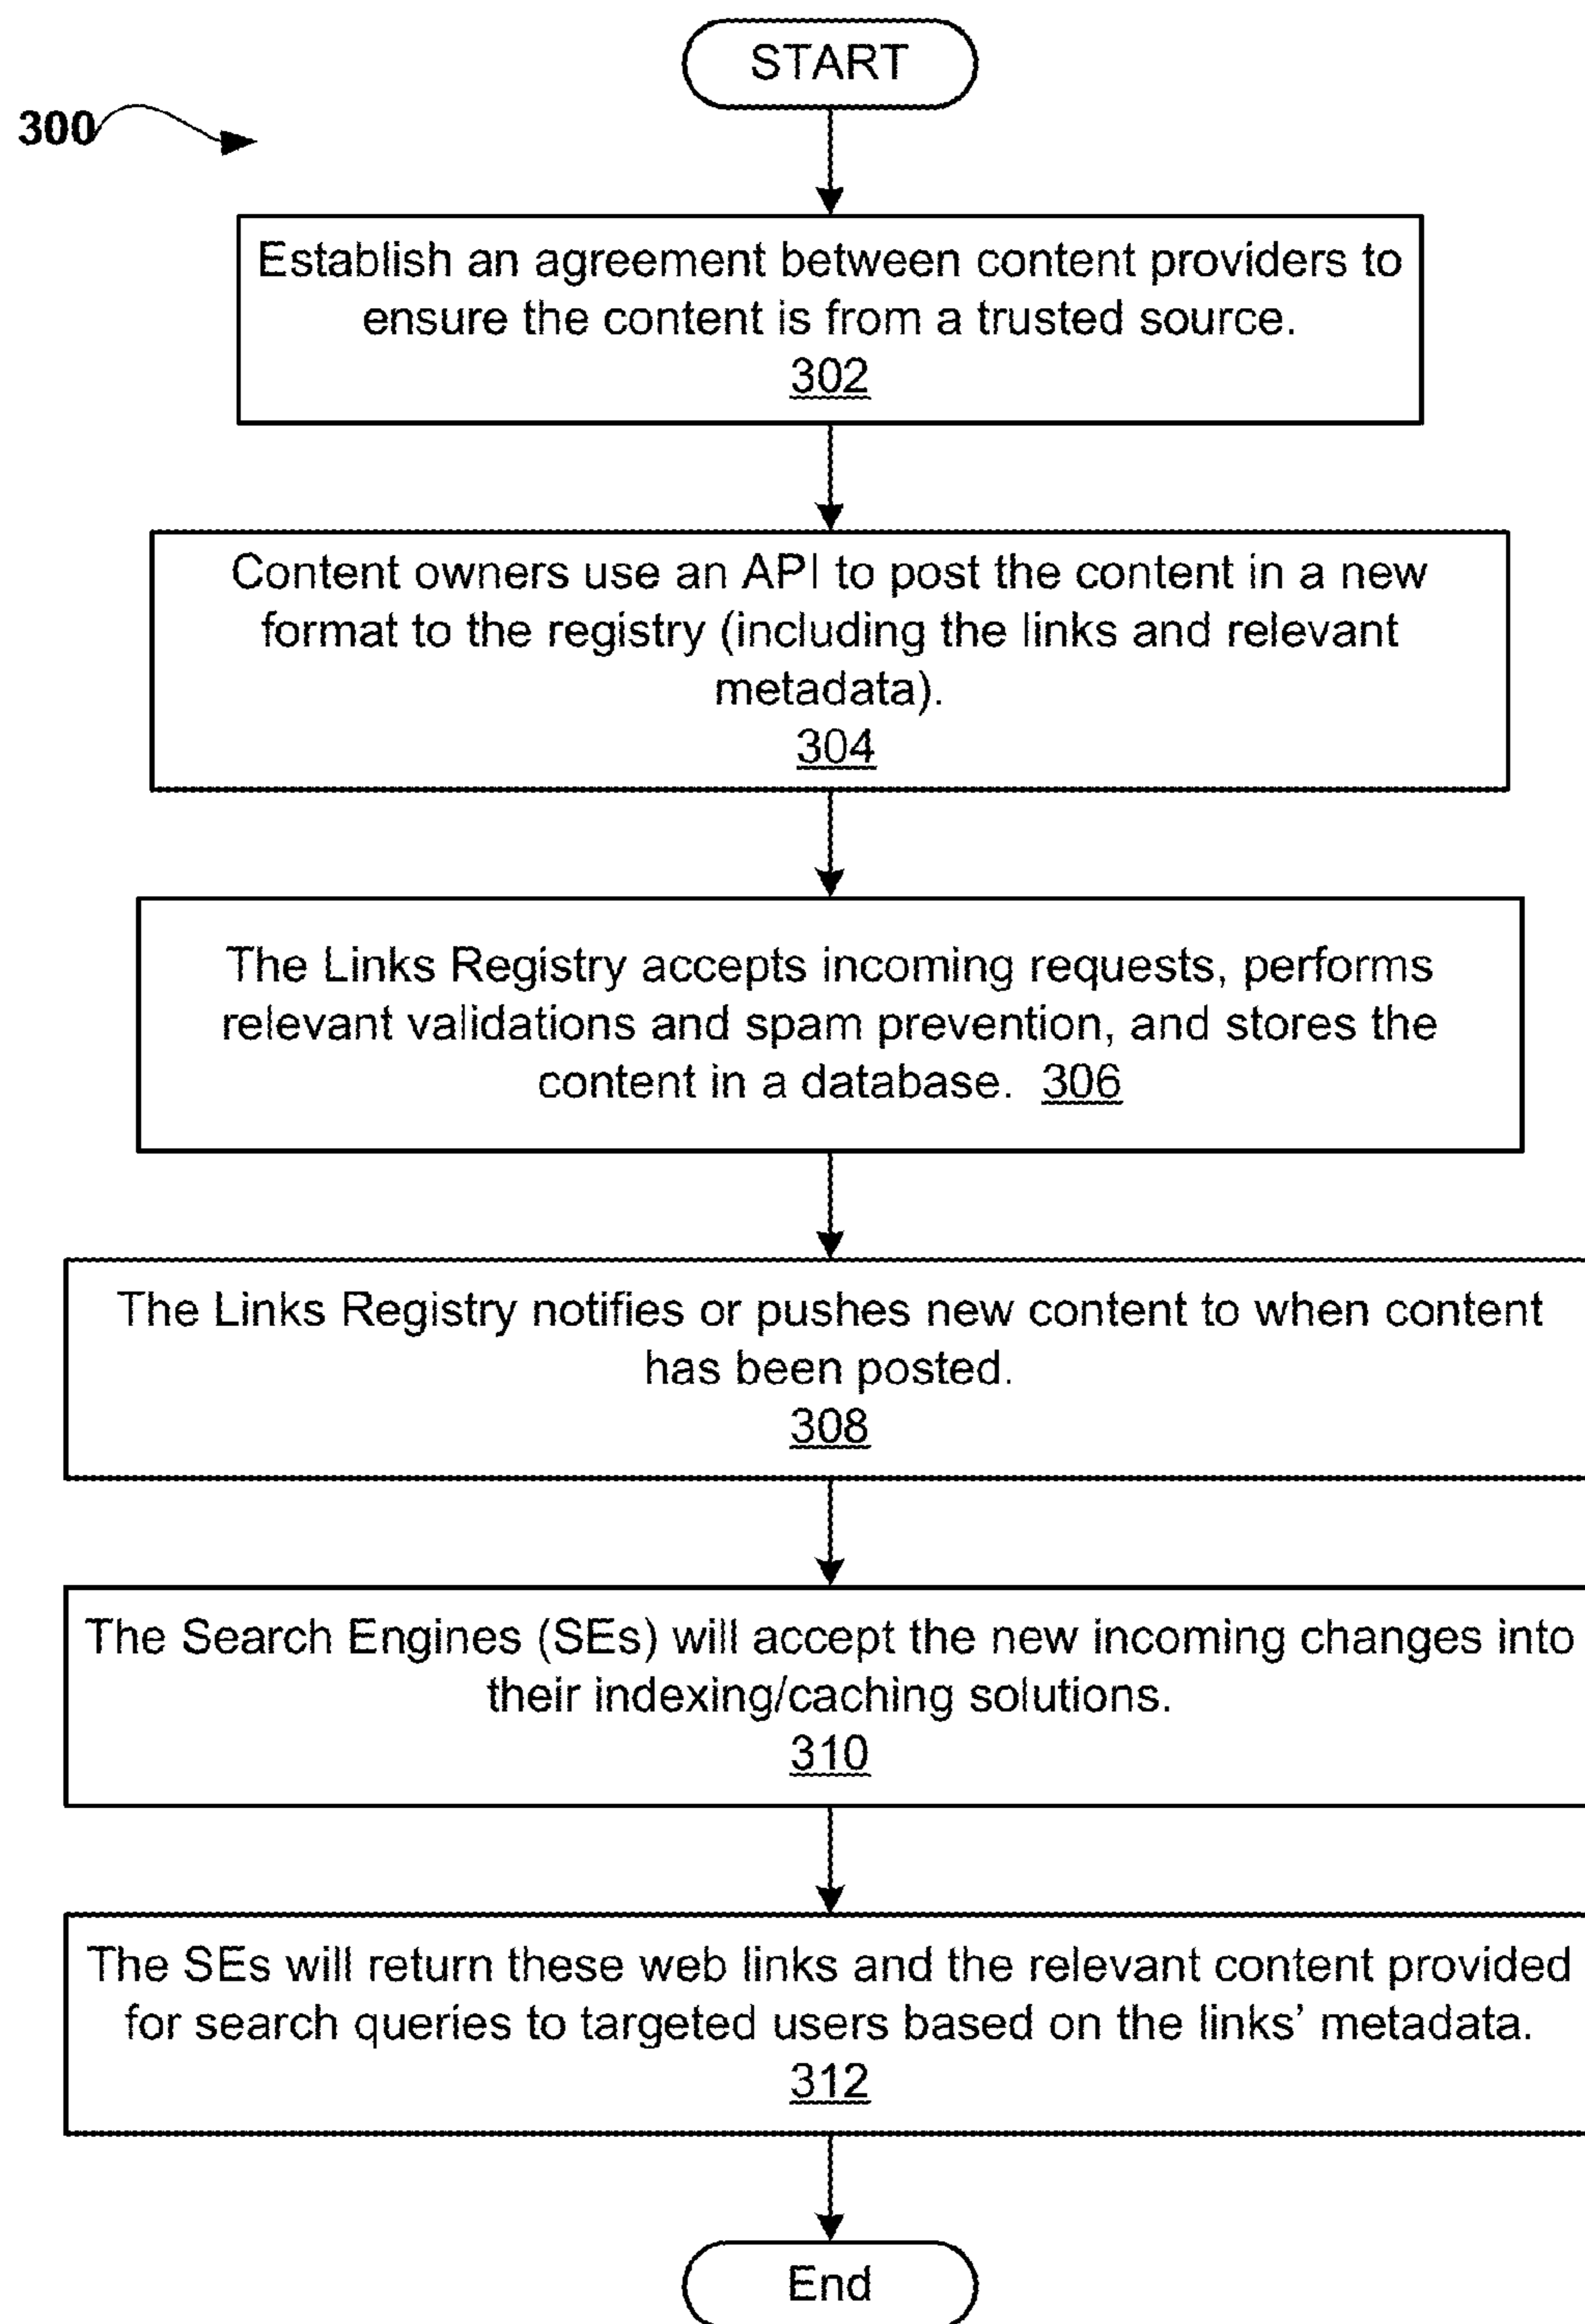 START
300
Establish an agreement between content providers to
ensure the content is from a trusted source.
302
Content owners use an API to post the content in a new
format to the registry (including the links and relevant
metadata).
304
The Links Registry accepts incoming requests, performs
relevant validations and spam prevention, and stores the
content in a database. 306
The Links Registry notifies or pushes new content to when content
has been posted.
308
The Search Engines (SEs) will accept the new incoming changes into
their indexing/caching solutions.
310
The SEs will return these web links and the relevant content provided
for search queries to targeted users based on the links’ metadata.
312
End